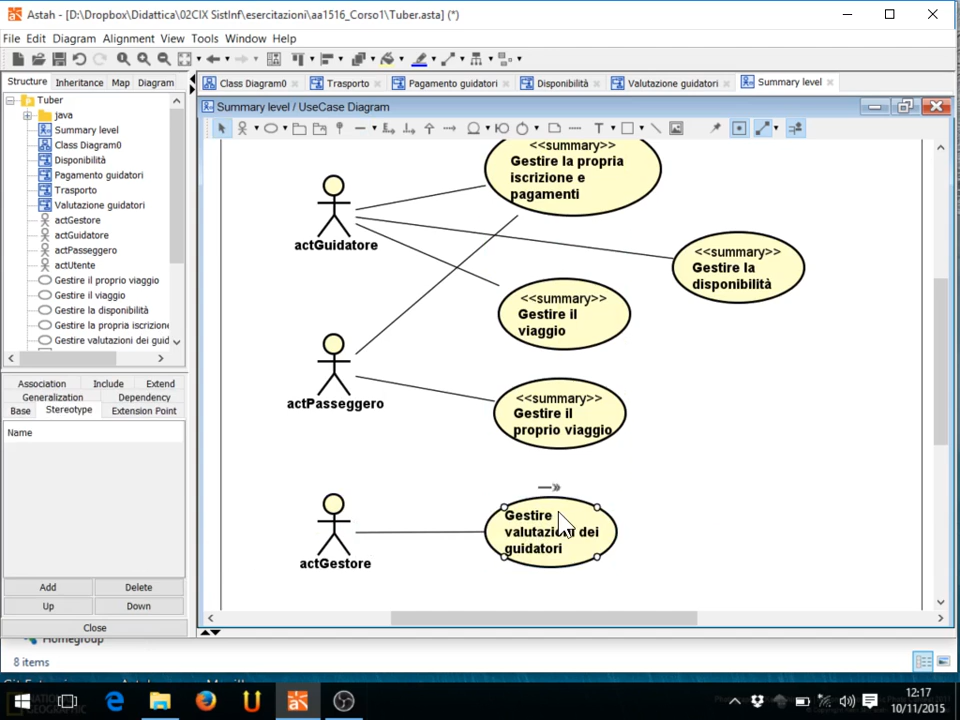 Astah - [D:\Dropbox\Didattica\02CIX SistInf\esercitazioni\aa1516_Corso1\Tuber.asta] (*)
File Edit Diagram Alignment View Tools Window Help
Structure Inheritance Map Diagram
Class Diagram0 Trasporto Pagamento guidatori Disponibilità Valutazione guidatori Summary level
Summary level / UseCase Diagram
Tuber
java
Summary level
Class Diagram0
Disponibilità
Pagamento guidatori
Trasporto
Valutazione guidatori
actGestore
actGuidatore
actPasseggero
actUtente
Gestire il proprio viaggio
Gestire il viaggio
Gestire la disponibilità
Gestire la propria iscrizione
Gestire valutazioni dei guid
Association Include Extend
Generalization Dependency
Base Stereotype Extension Point
Name
Add Delete
Up Down
Close
<<summary>>
Gestire la propria
iscrizione e
pagamenti
actGuidatore
<<summary>>
Gestire la
disponibilità
<<summary>>
Gestire il
viaggio
actPasseggero
<<summary>>
Gestire il
proprio viaggio
actGestore
Gestire
valutazioni dei
guidatori
Homegroup
8 items
12:17
10/11/2015